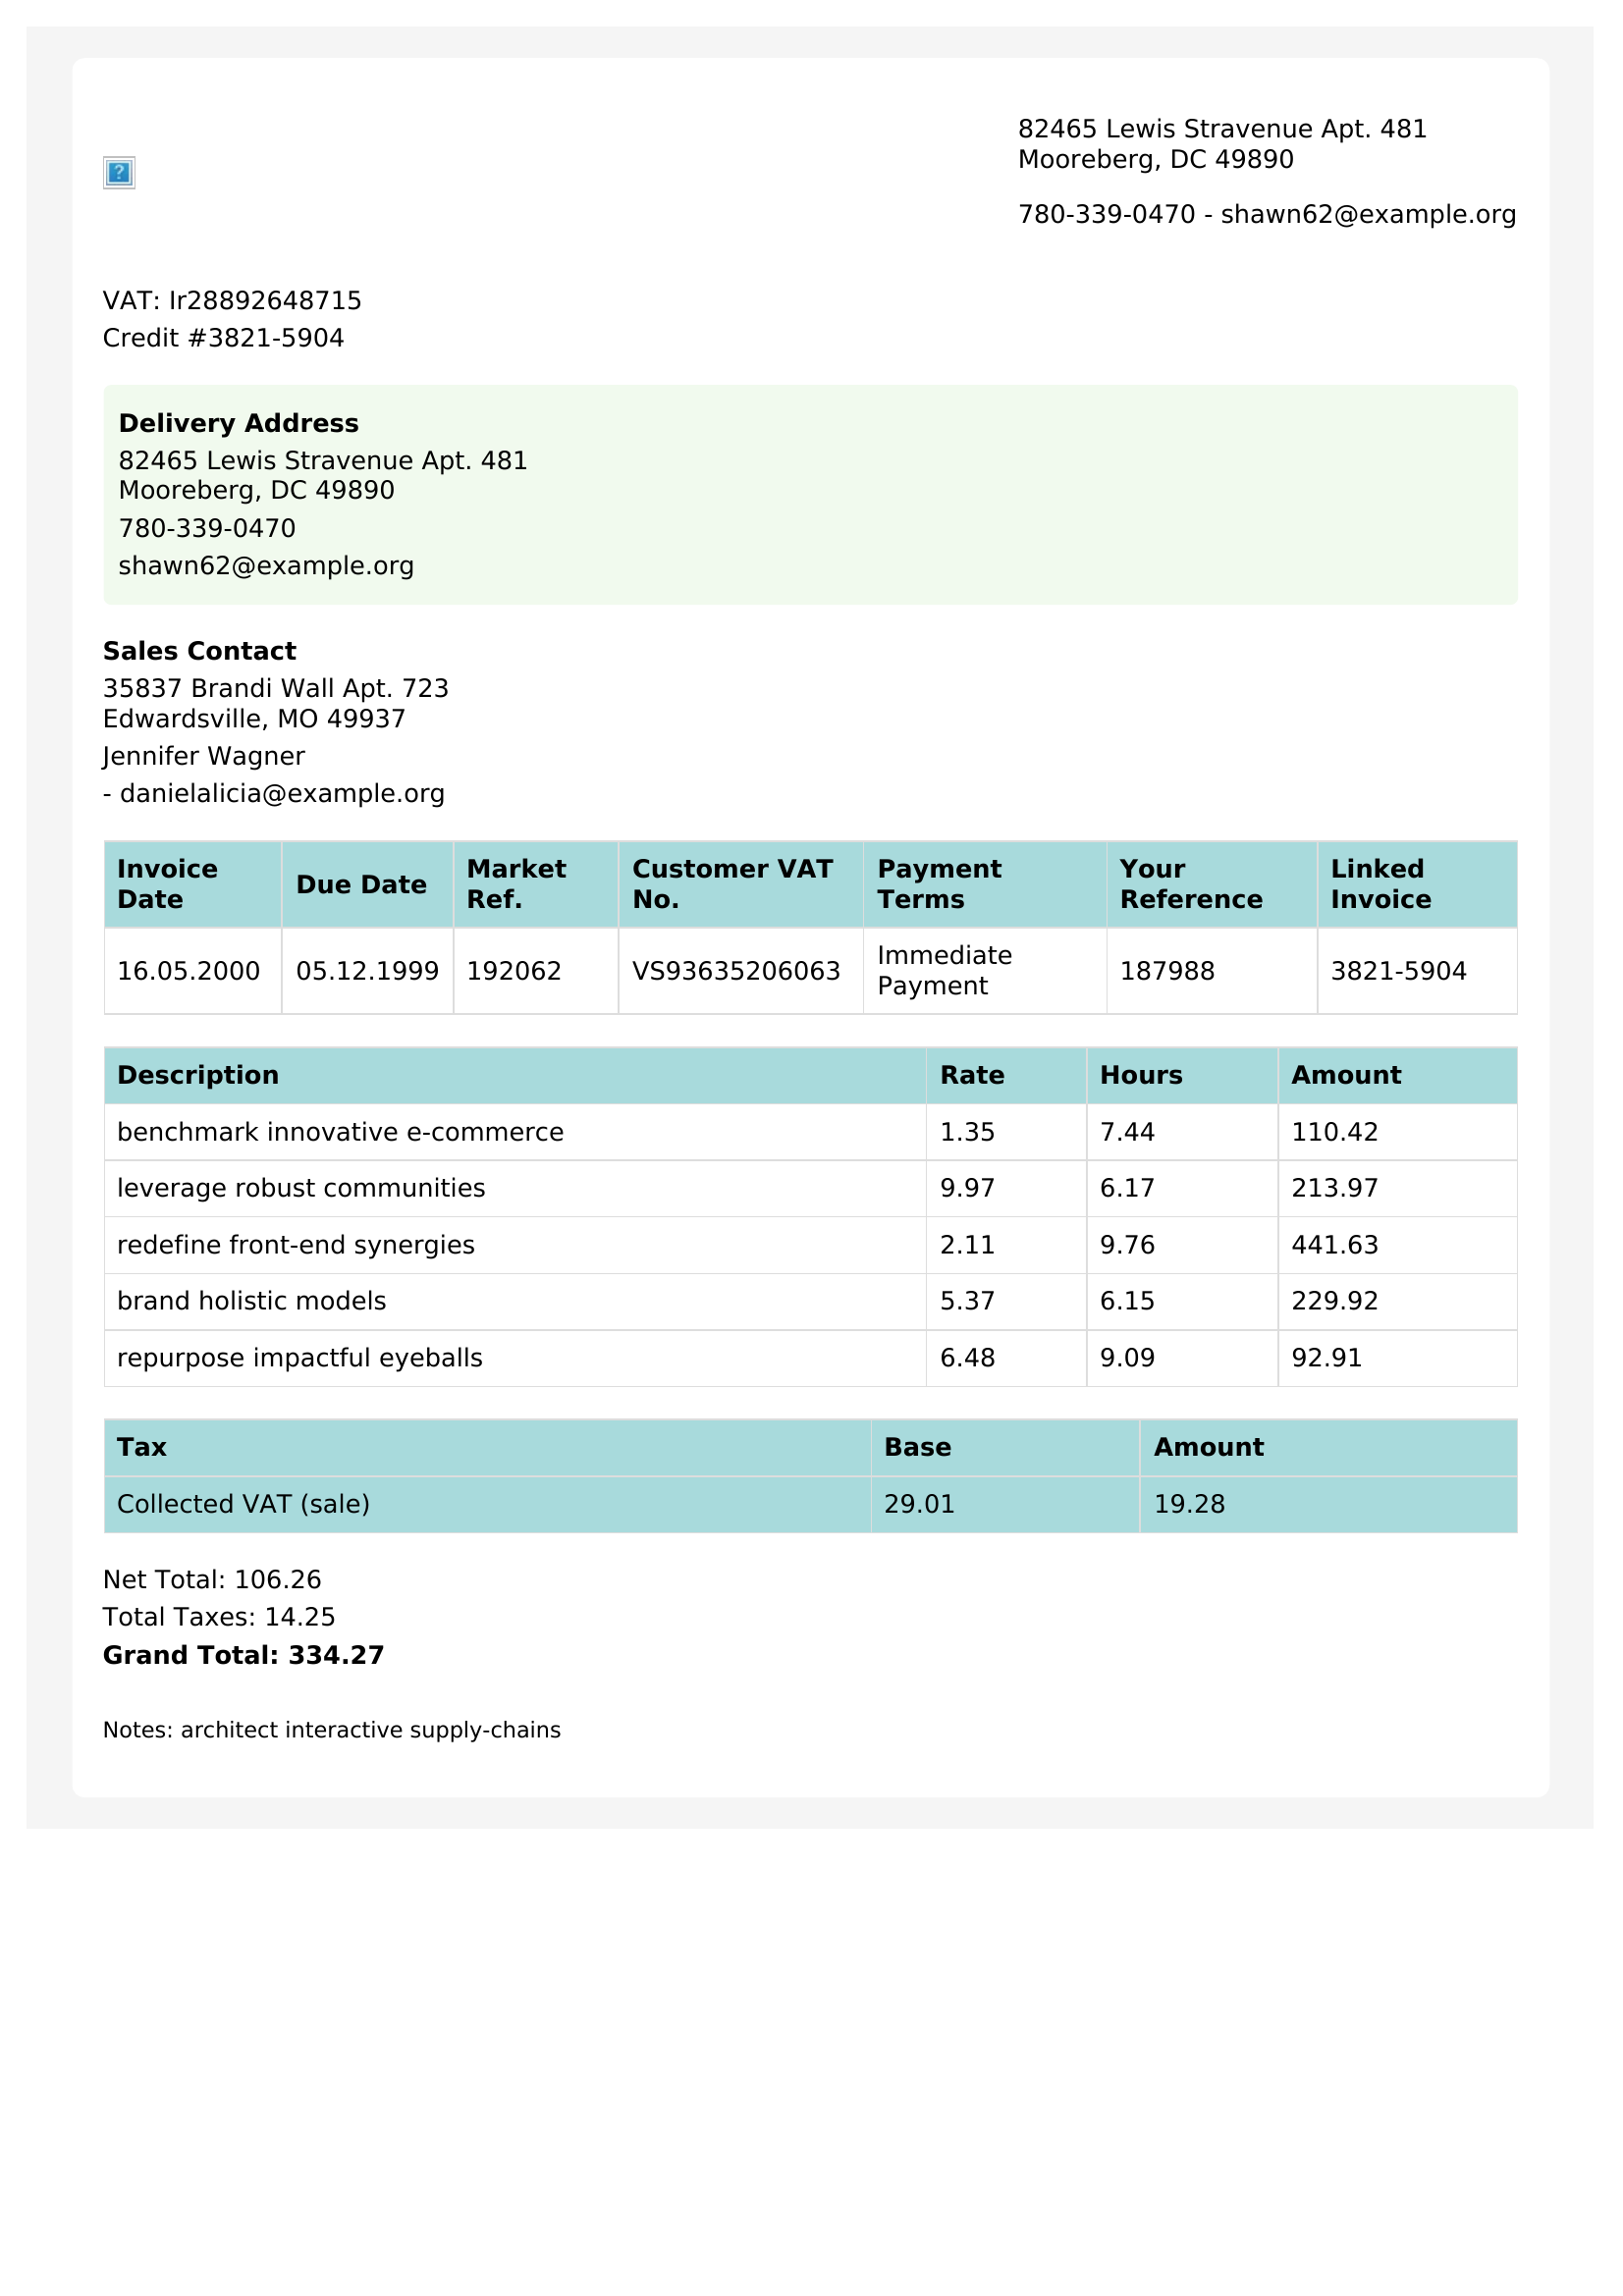 82465 Lewis Stravenue Apt. 481
Mooreberg, DC 49890
780-339-0470 - shawn62@example.org
VAT: Ir28892648715
Credit #3821-5904
Delivery Address
82465 Lewis Stravenue Apt. 481
Mooreberg, DC 49890
780-339-0470
shawn62@example.org
Sales Contact
35837 Brandi Wall Apt. 723
Edwardsville, MO 49937
Jennifer Wagner
- danielalicia@example.org
Invoice Date Due Date Market Ref. Customer VAT No. Payment Terms Your Reference Linked Invoice
16.05.2000 05.12.1999 192062 VS93635206063 Immediate Payment 187988 3821-5904
Description Rate Hours Amount
benchmark innovative e-commerce 1.35 7.44 110.42
leverage robust communities 9.97 6.17 213.97
redefine front-end synergies 2.11 9.76 441.63
brand holistic models 5.37 6.15 229.92
repurpose impactful eyeballs 6.48 9.09 92.91
Tax Base Amount
Collected VAT (sale) 29.01 19.28
Net Total: 106.26
Total Taxes: 14.25
Grand Total: 334.27
Notes: architect interactive supply-chains